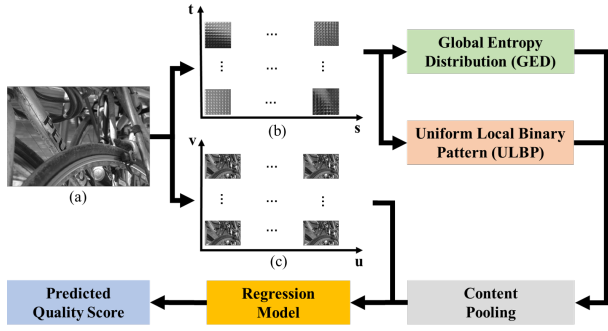 t
...
⋮
⋮
...
(b)
s
Global Entropy
Distribution (GED)
Uniform Local Binary
Pattern (ULBP)
(a)
v
...
⋮
⋮
...
(c)
u
Predicted
Quality Score
Regression
Model
Content
Pooling